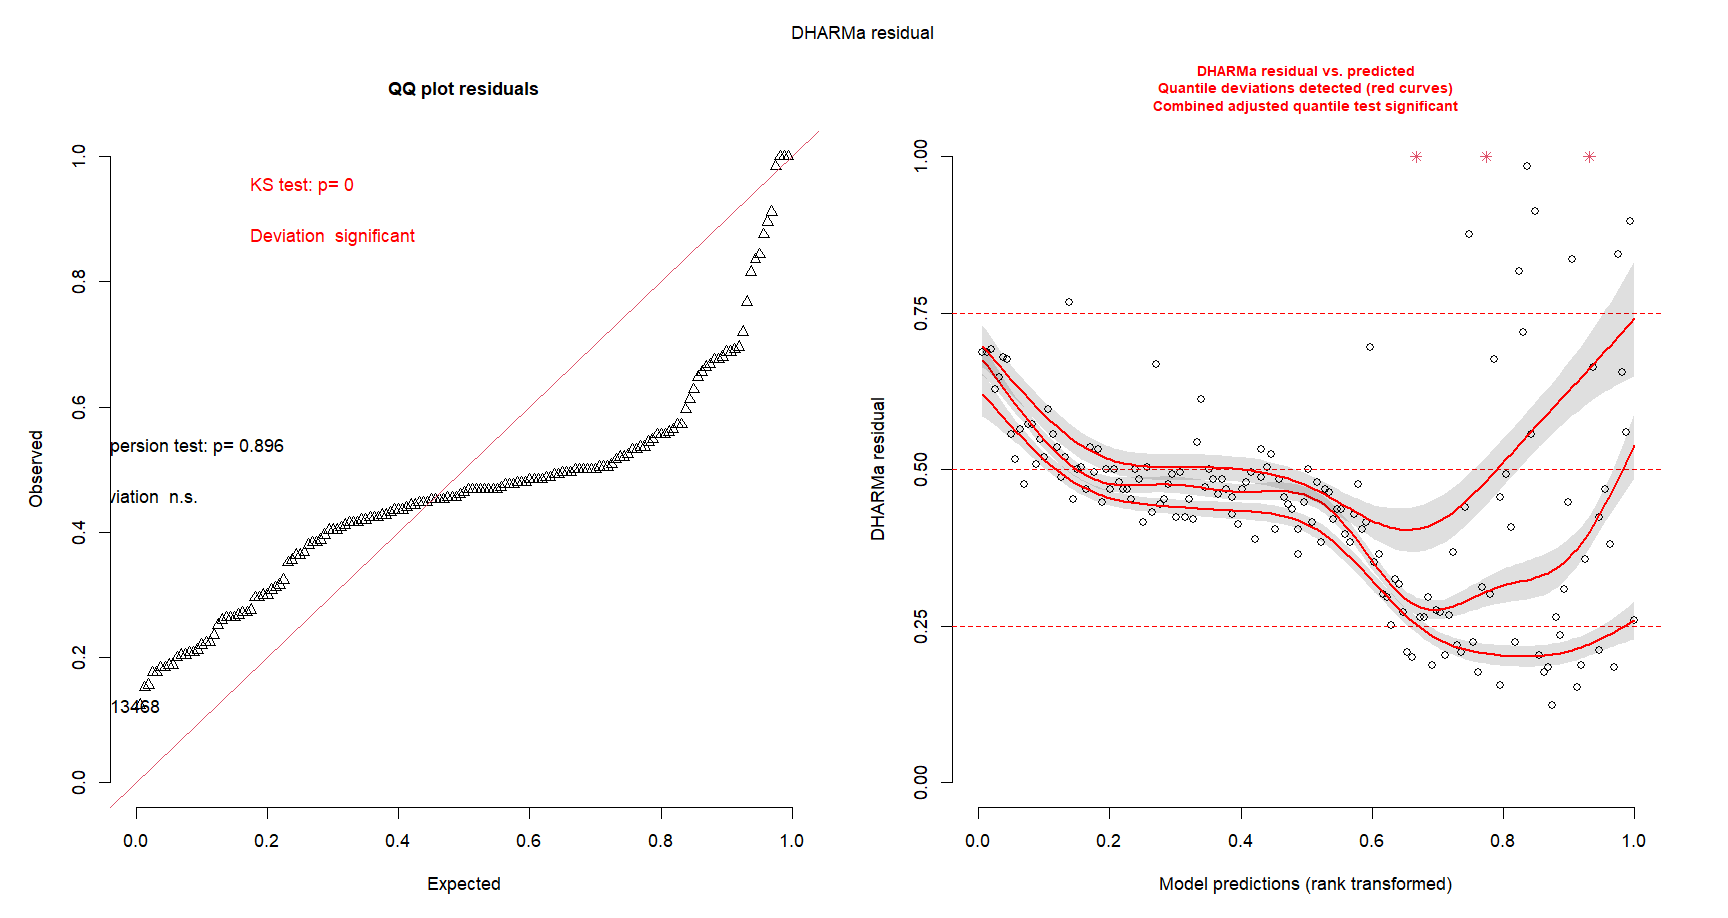 DHARMa residual
QQ plot residuals
KS test: p= 0
Deviation  significant
persion test: p= 0.896
viation  n.s.
13468
Observed
0.0 0.2 0.4 0.6 0.8 1.0
0.0 0.2 0.4 0.6 0.8 1.0
Expected
DHARMa residual vs. predicted
Quantile deviations detected (red curves)
Combined adjusted quantile test significant
DHARMa residual
0.00 0.25 0.50 0.75 1.00
0.0 0.2 0.4 0.6 0.8 1.0
Model predictions (rank transformed)